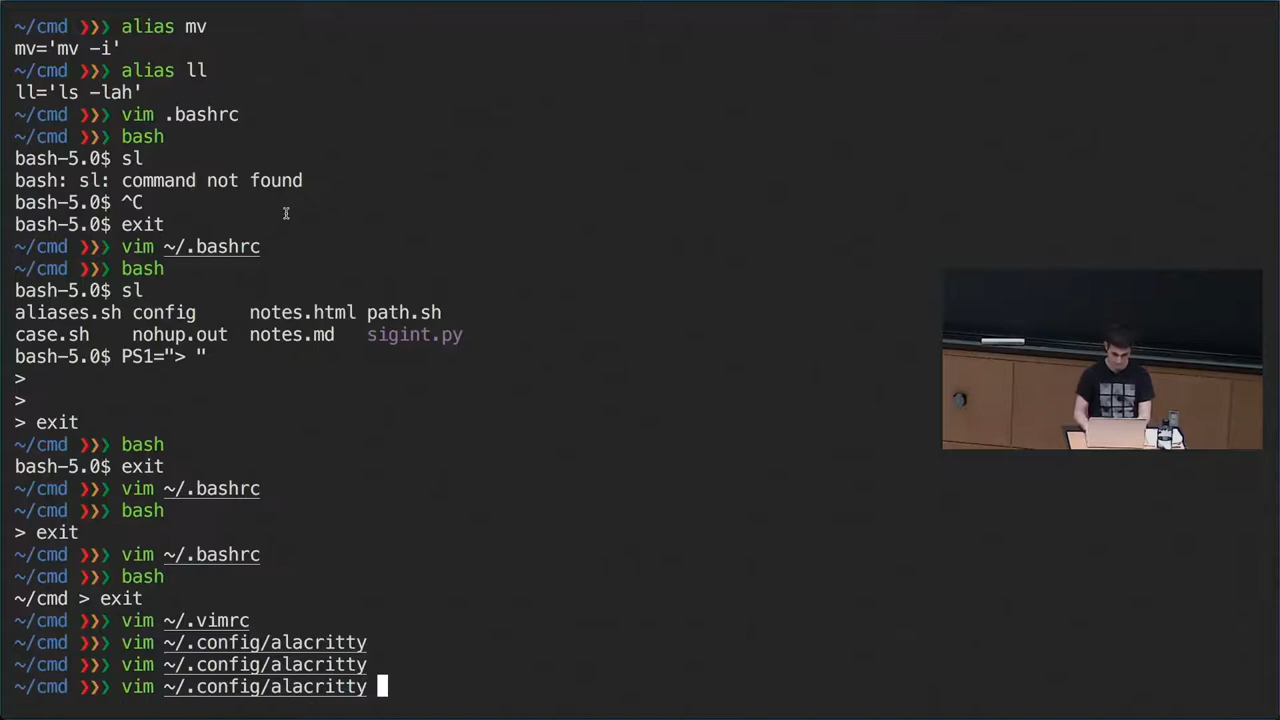 ~/cmd ❯❯❯ alias mv
mv='mv -i'
~/cmd ❯❯❯ alias ll
ll='ls -lah'
~/cmd ❯❯❯ vim .bashrc
~/cmd ❯❯❯ bash
bash-5.0$ sl
bash: sl: command not found
bash-5.0$ ^C
bash-5.0$ exit
~/cmd ❯❯❯ vim ~/.bashrc
~/cmd ❯❯❯ bash
bash-5.0$ sl
aliases.sh config     notes.html path.sh
case.sh    nohup.out  notes.md   sigint.py
bash-5.0$ PS1="> "
>
>
> exit
~/cmd ❯❯❯ bash
bash-5.0$ exit
~/cmd ❯❯❯ vim ~/.bashrc
~/cmd ❯❯❯ bash
> exit
~/cmd ❯❯❯ vim ~/.bashrc
~/cmd ❯❯❯ bash
~/cmd > exit
~/cmd ❯❯❯ vim ~/.vimrc
~/cmd ❯❯❯ vim ~/.config/alacritty
~/cmd ❯❯❯ vim ~/.config/alacritty
~/cmd ❯❯❯ vim ~/.config/alacritty